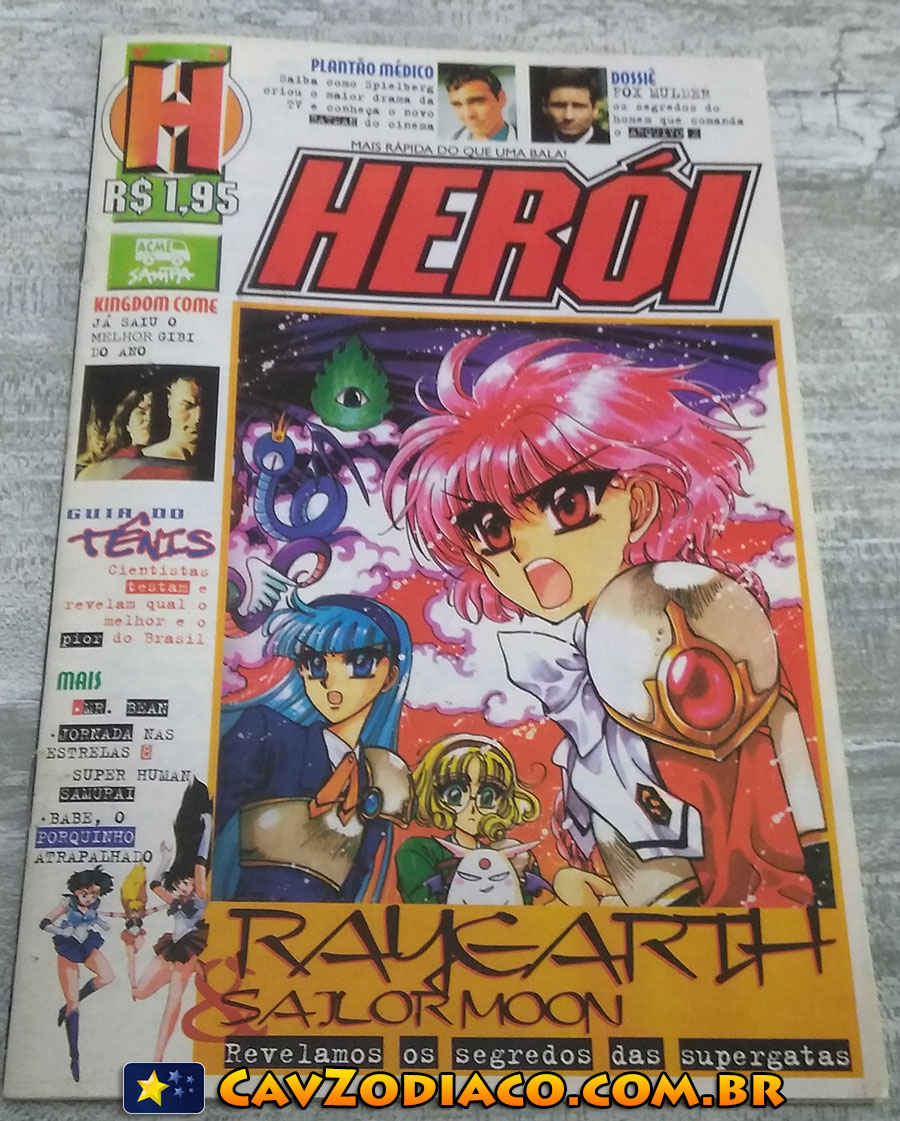 H
R$ 1,95
ACME
SAMPA
PLANTÃO MÉDICO
Saiba como Spielberg
criou o maior drama da
TV e conheça o novo
BATMAN do cinema
DOSSIÊ
FOX MULDER
os segredos do
homem que comanda
o ARQUIVO X
MAIS RÁPIDA DO QUE UMA BALA!
HERÓI
KINGDOM COME
JÁ SAIU O
MELHOR GIBI
DO ANO
GUIA DO
TÊNIS
Cientistas
testam e
revelam qual o
melhor e o
pior do Brasil
MAIS
•MR. BEAN
•JORNADA NAS
ESTRELAS 8
•SUPER HUMAN
SAMURAI
•BABE, O
PORQUINHO
ATRAPALHADO
RAYEARTH
& SAILOR MOON
Revelamos os segredos das supergatas
CAVZODIACO.COM.BR